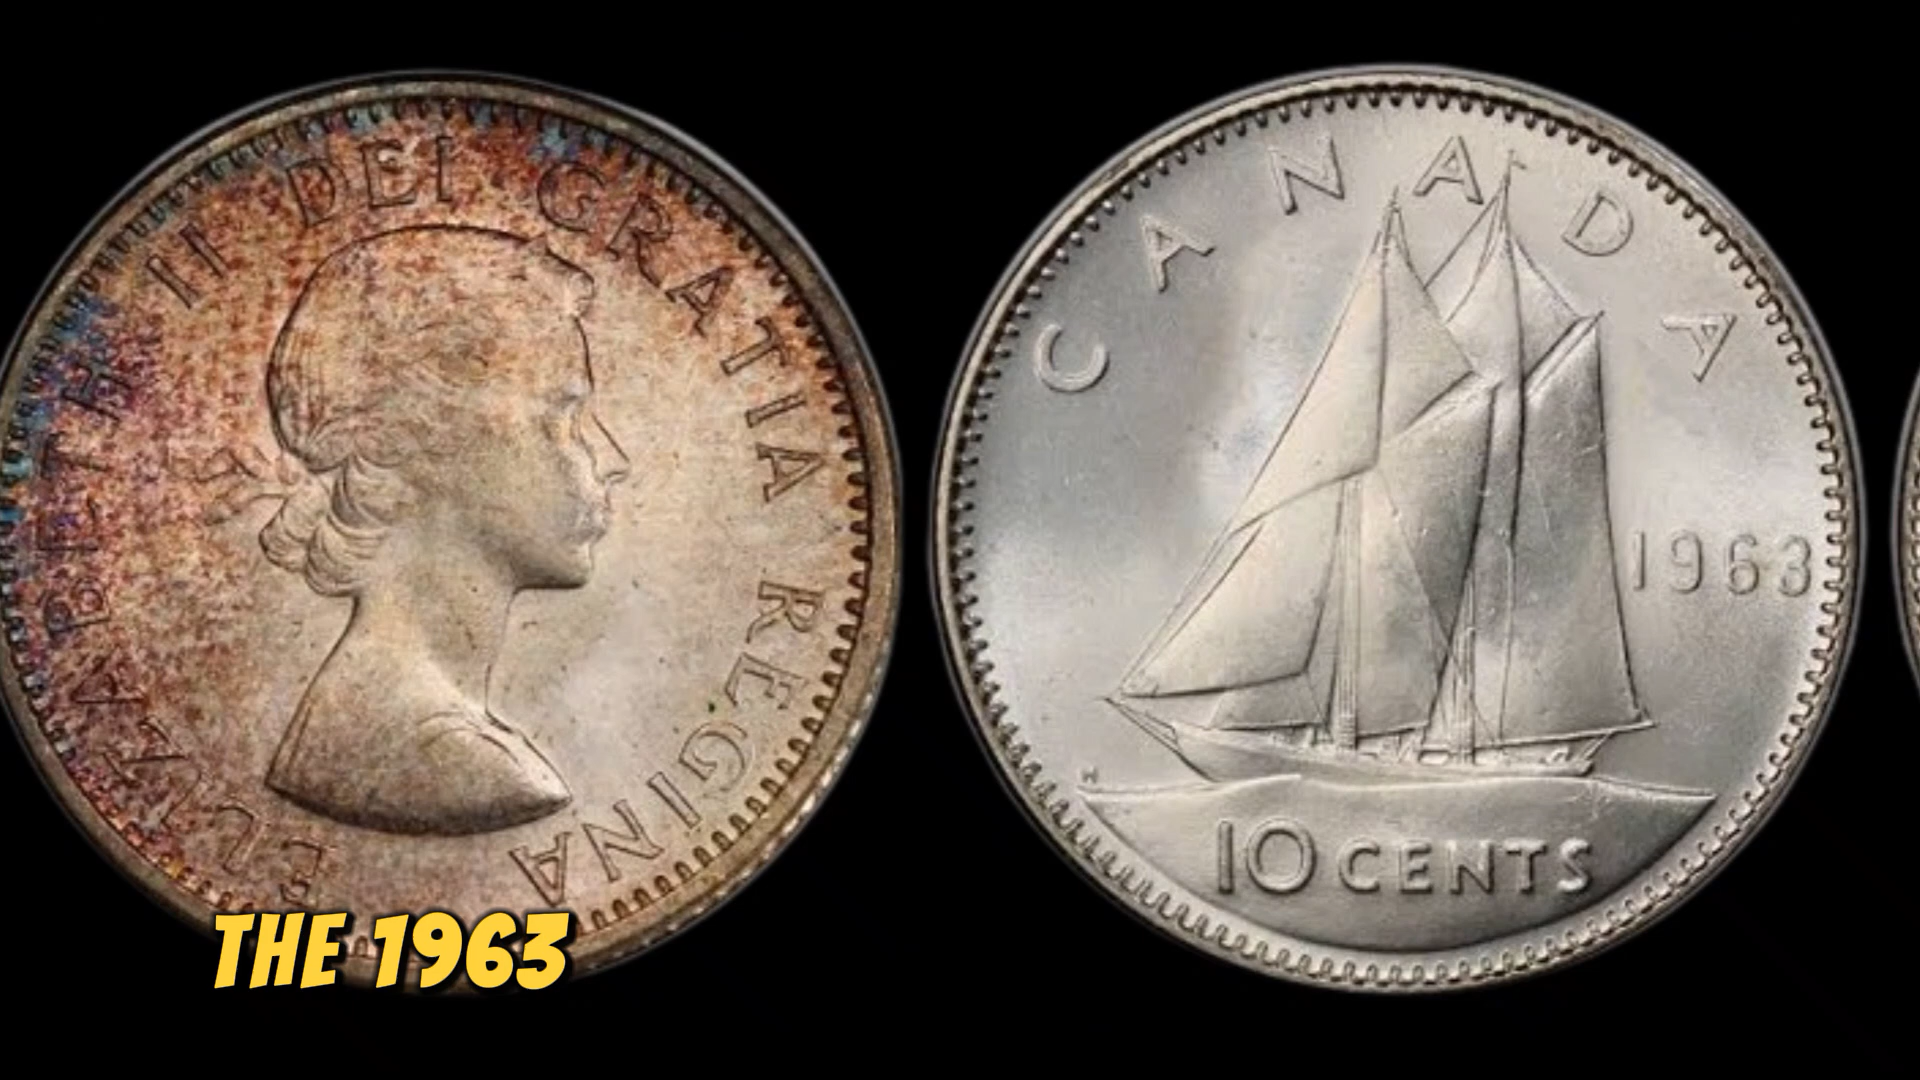 ELIZABETH II DEI GRATIA REGINA
CANADA
1963
H
10 CENTS
THE 1963